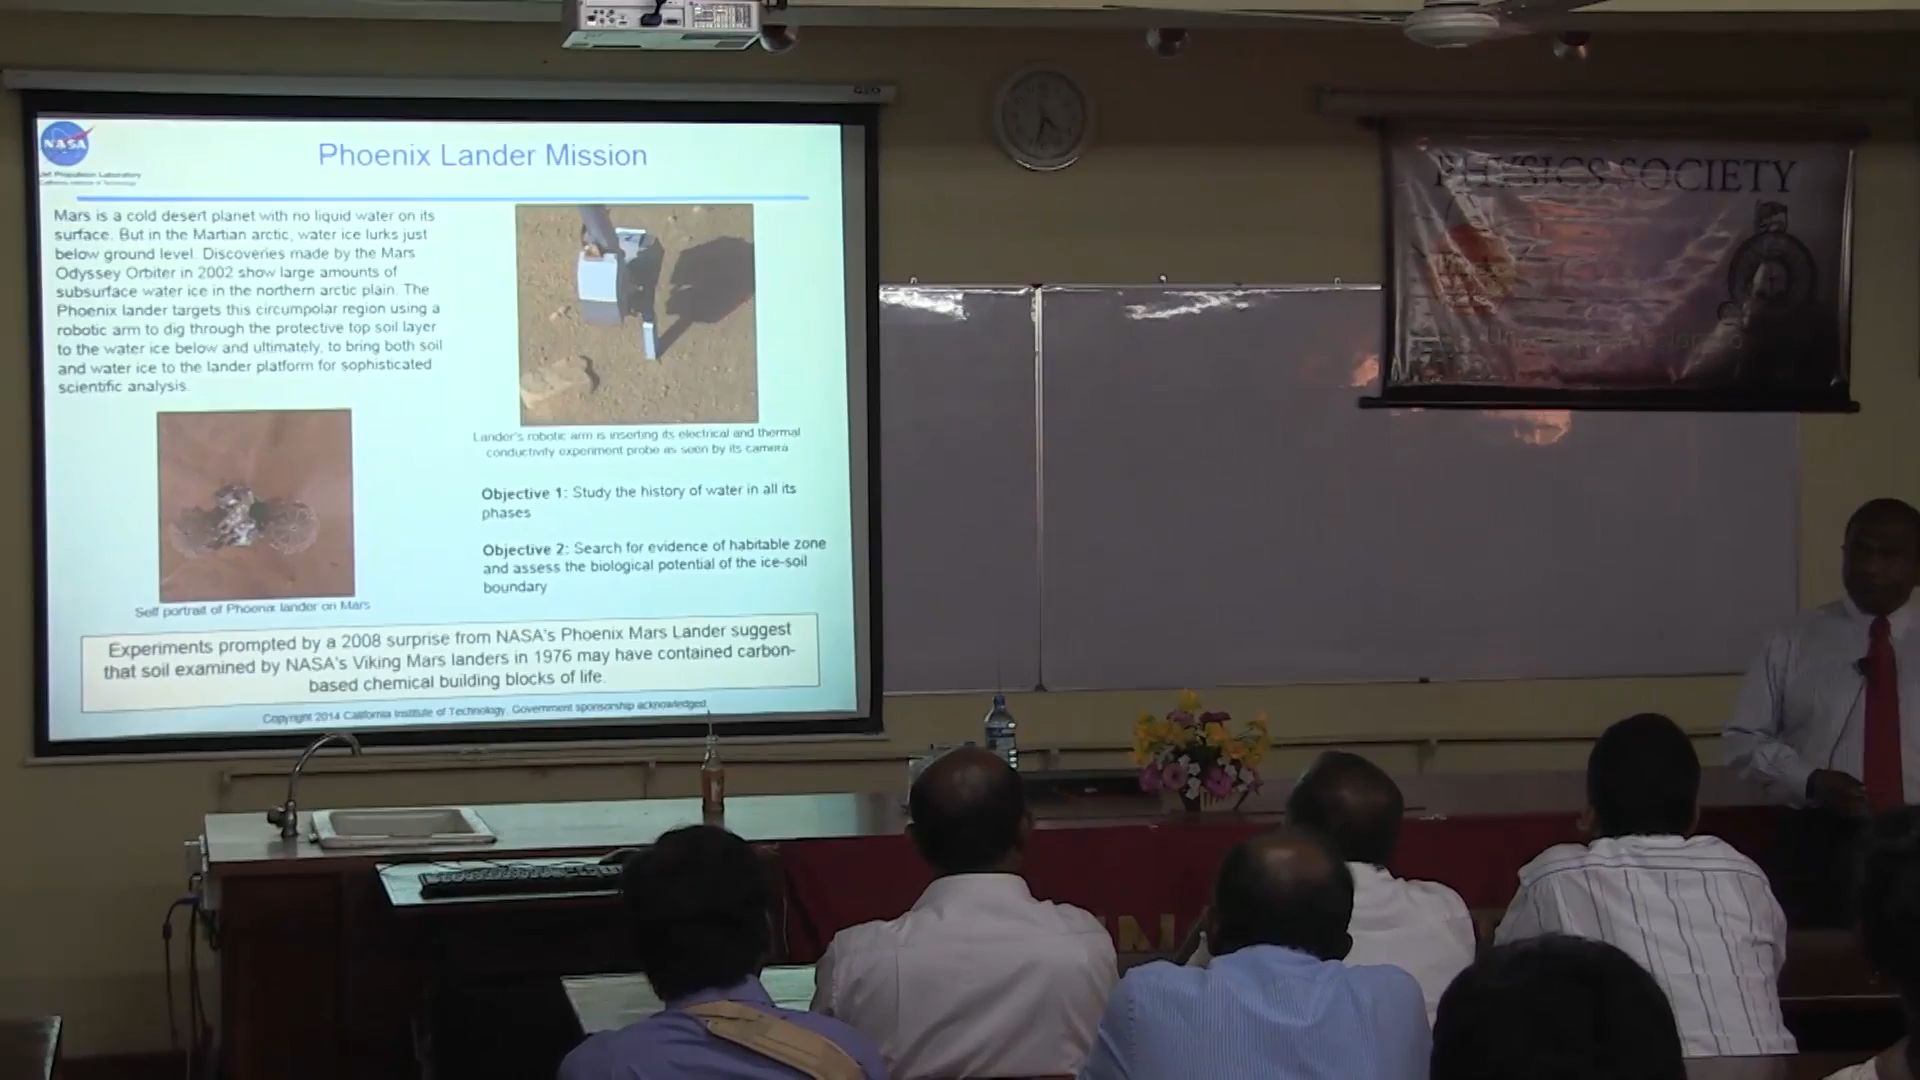 NASA
Jet Propulsion Laboratory
California Institute of Technology
Phoenix Lander Mission
Mars is a cold desert planet with no liquid water on its
surface. But in the Martian arctic, water ice lurks just
below ground level. Discoveries made by the Mars
Odyssey Orbiter in 2002 show large amounts of
subsurface water ice in the northern arctic plain. The
Phoenix lander targets this circumpolar region using a
robotic arm to dig through the protective top soil layer
to the water ice below and ultimately, to bring both soil
and water ice to the lander platform for sophisticated
scientific analysis.
Self portrait of Phoenix lander on Mars
Lander's robotic arm is inserting its electrical and thermal
conductivity experiment probe as seen by its camera
Objective 1: Study the history of water in all its
phases
Objective 2: Search for evidence of habitable zone
and assess the biological potential of the ice-soil
boundary
Experiments prompted by a 2008 surprise from NASA's Phoenix Mars Lander suggest
that soil examined by NASA's Viking Mars landers in 1976 may have contained carbon-
based chemical building blocks of life.
Copyright 2014 California Institute of Technology. Government sponsorship acknowledged.
PHYSICS SOCIETY